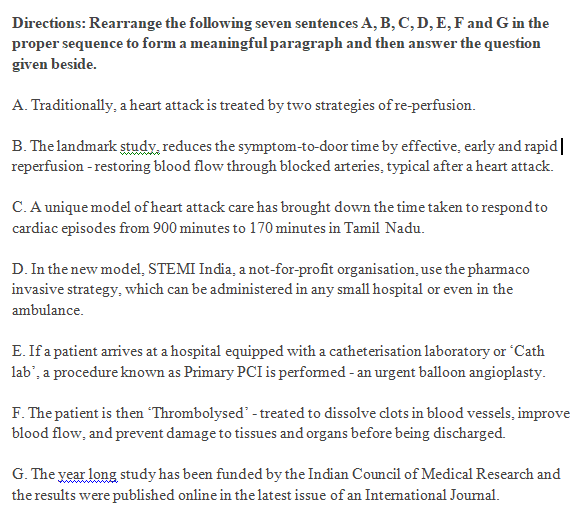 Directions: Rearrange the following seven sentences A, B, C, D, E, F and G in the
proper sequence to form a meaningful paragraph and then answer the question
given beside.
A. Traditionally, a heart attack is treated by two strategies of re-perfusion.
B. The landmark study, reduces the symptom-to-door time by effective, early and rapid
reperfusion - restoring blood flow through blocked arteries, typical after a heart attack.
C. A unique model of heart attack care has brought down the time taken to respond to
cardiac episodes from 900 minutes to 170 minutes in Tamil Nadu.
D. In the new model, STEMI India, a not-for-profit organisation, use the pharmaco
invasive strategy, which can be administered in any small hospital or even in the
ambulance.
E. If a patient arrives at a hospital equipped with a catheterisation laboratory or ‘Cath
lab’, a procedure known as Primary PCI is performed - an urgent balloon angioplasty.
F. The patient is then ‘Thrombolysed’ - treated to dissolve clots in blood vessels, improve
blood flow, and prevent damage to tissues and organs before being discharged.
G. The year long study has been funded by the Indian Council of Medical Research and
the results were published online in the latest issue of an International Journal.